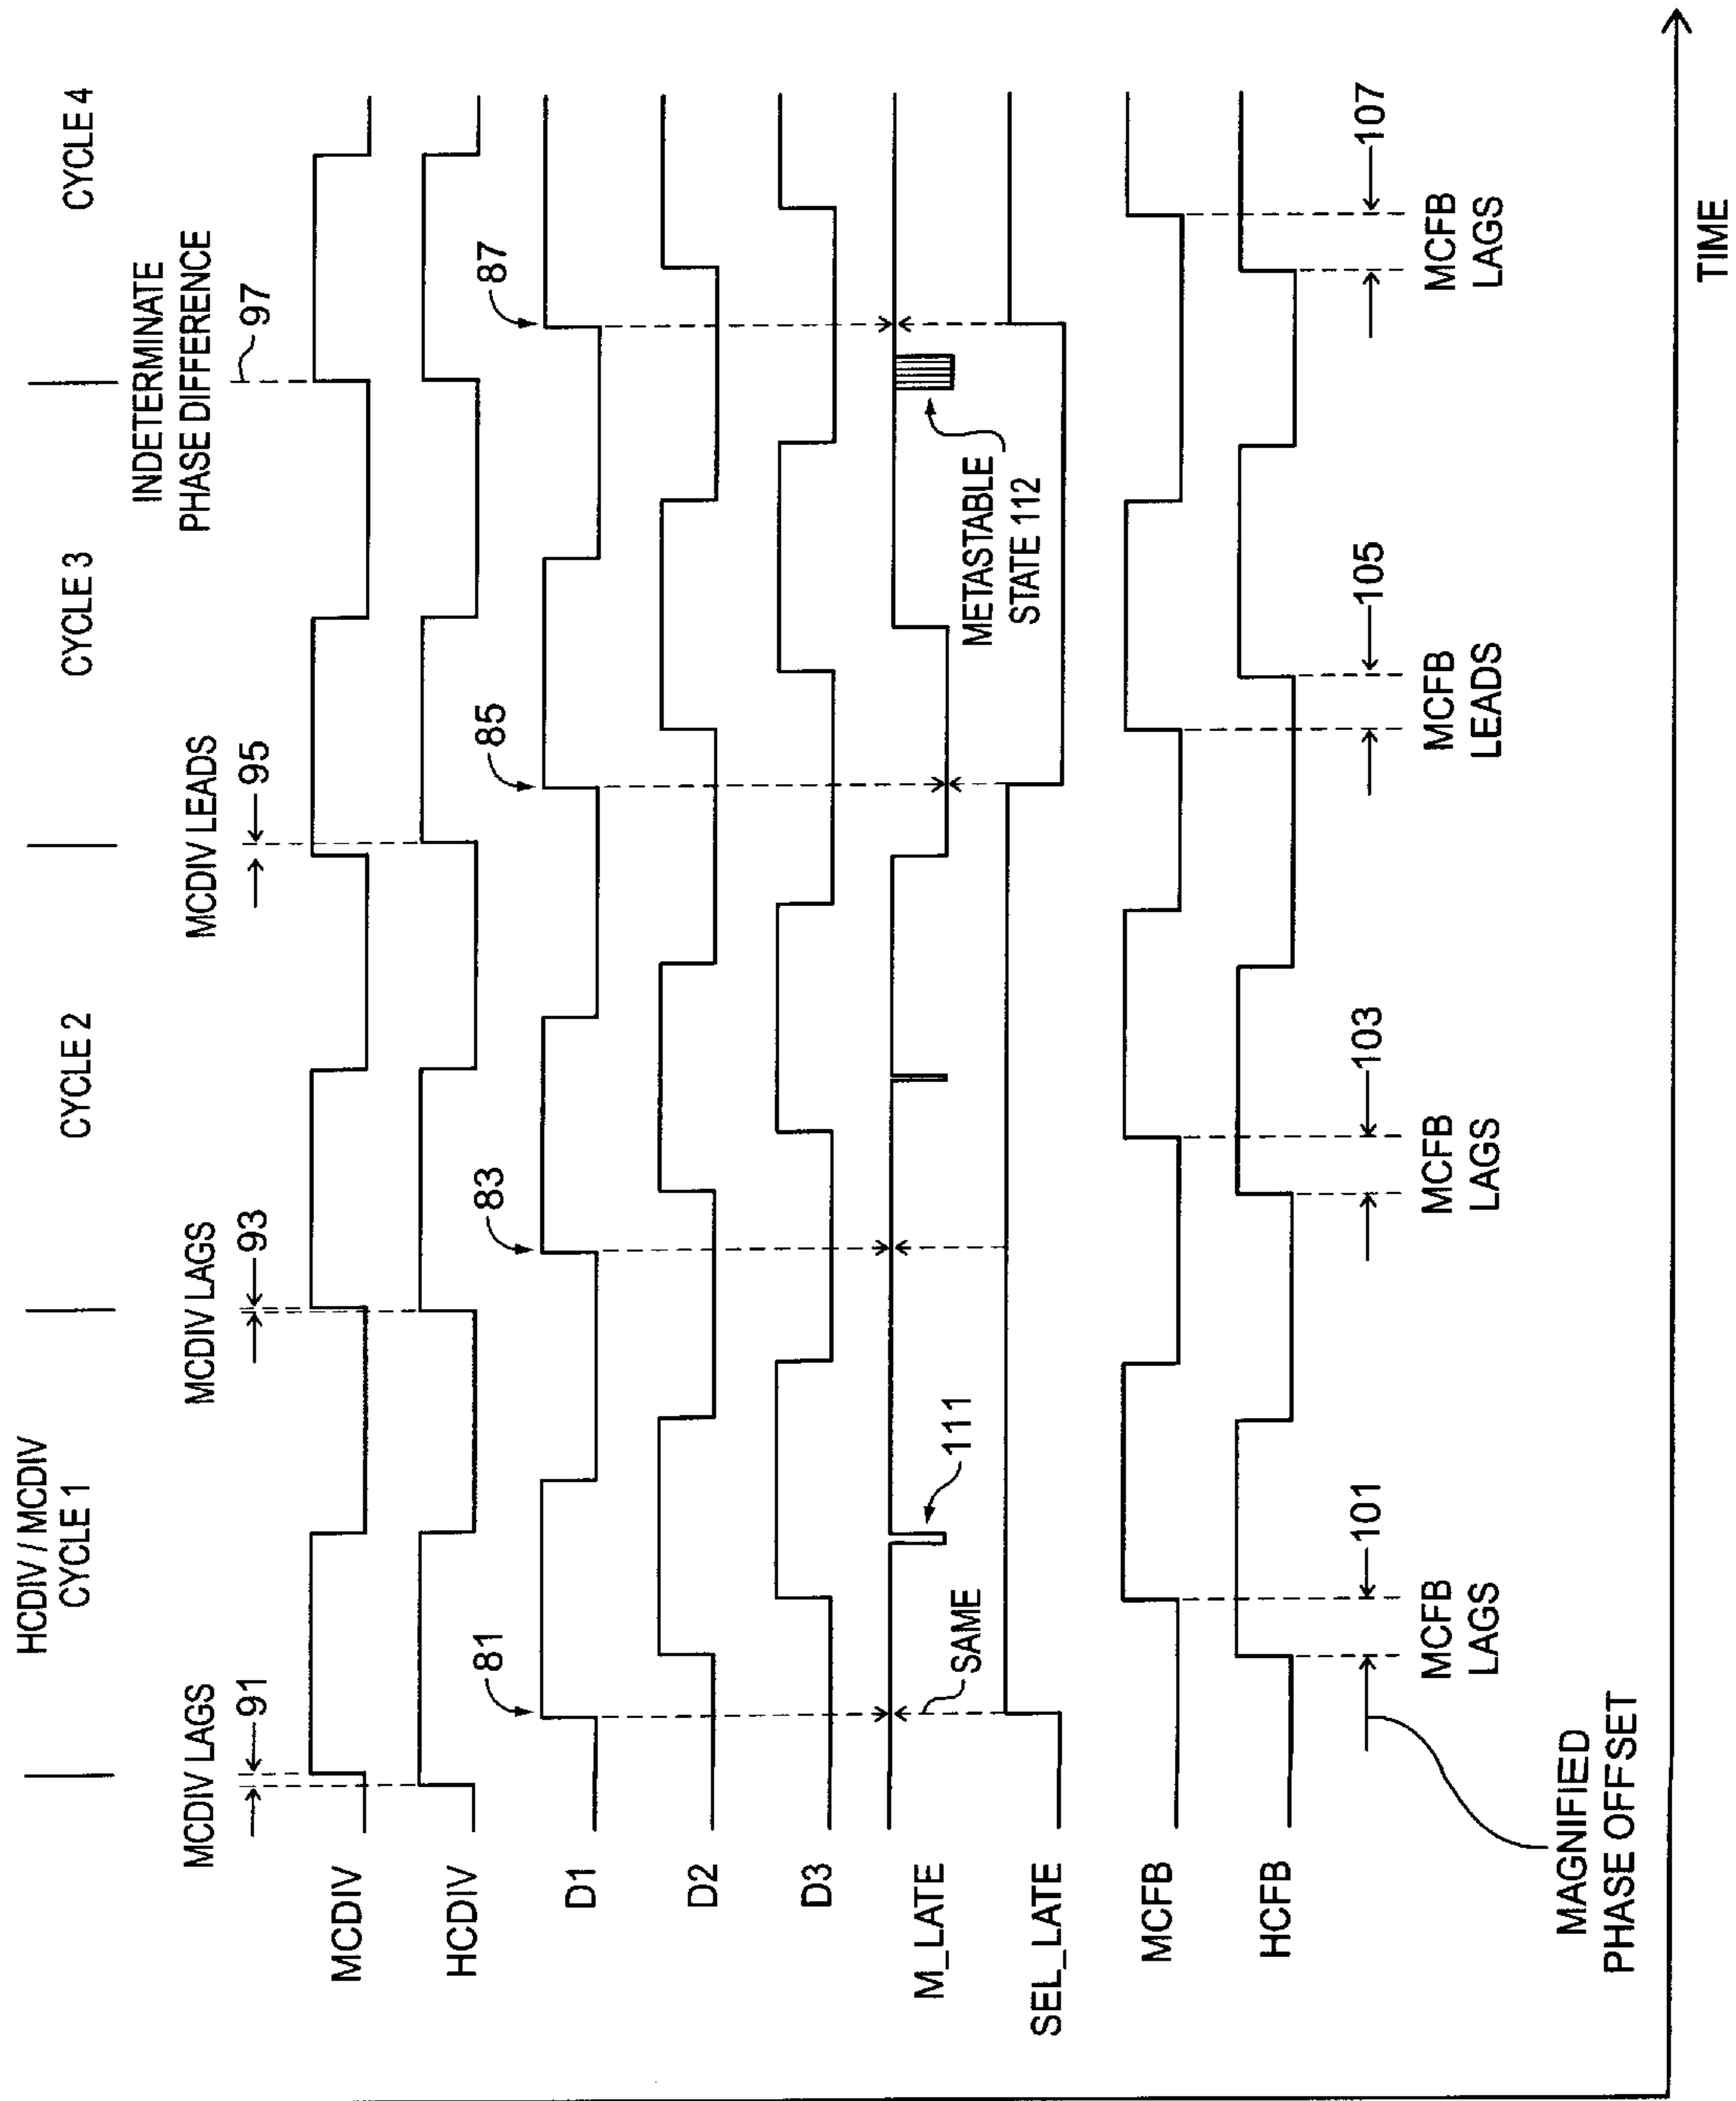 HCDIV / MCDIV
CYCLE 1
CYCLE 2
CYCLE 3
CYCLE 4
MCDIV LAGS
91
MCDIV LAGS
93
MCDIV LEADS
95
INDETERMINATE
PHASE DIFFERENCE
97
MCDIV
HCDIV
D1
81
83
85
87
D2
D3
M_LATE
SAME
111
METASTABLE
STATE 112
SEL_LATE
MCFB
HCFB
101
103
105
107
MCFB
LAGS
MCFB
LAGS
MCFB
LEADS
MCFB
LAGS
MAGNIFIED
PHASE OFFSET
TIME